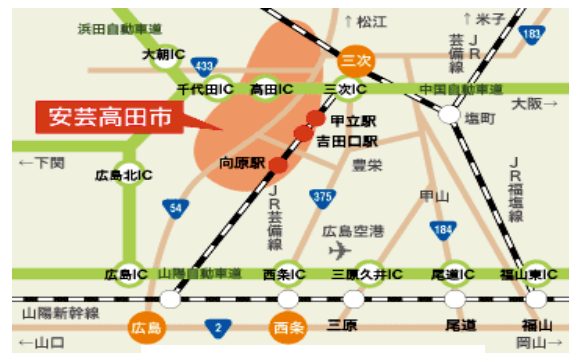 ↑松江
↑米子
浜田自動車道
JR芸備線
183
大朝IC
433
三次
千代田IC
高田IC
三次IC
中国自動車道
大阪→
安芸高田市
甲立駅
吉田口駅
塩町
←下関
向原駅
豊栄
広島北IC
JR福塩線
甲山
375
54
JR芸備線
広島空港
184
広島IC
山陽自動車道
西条IC
三原久井IC
尾道IC
福山東IC
山陽新幹線
広島
2
西条
三原
尾道
福山
←山口
岡山→